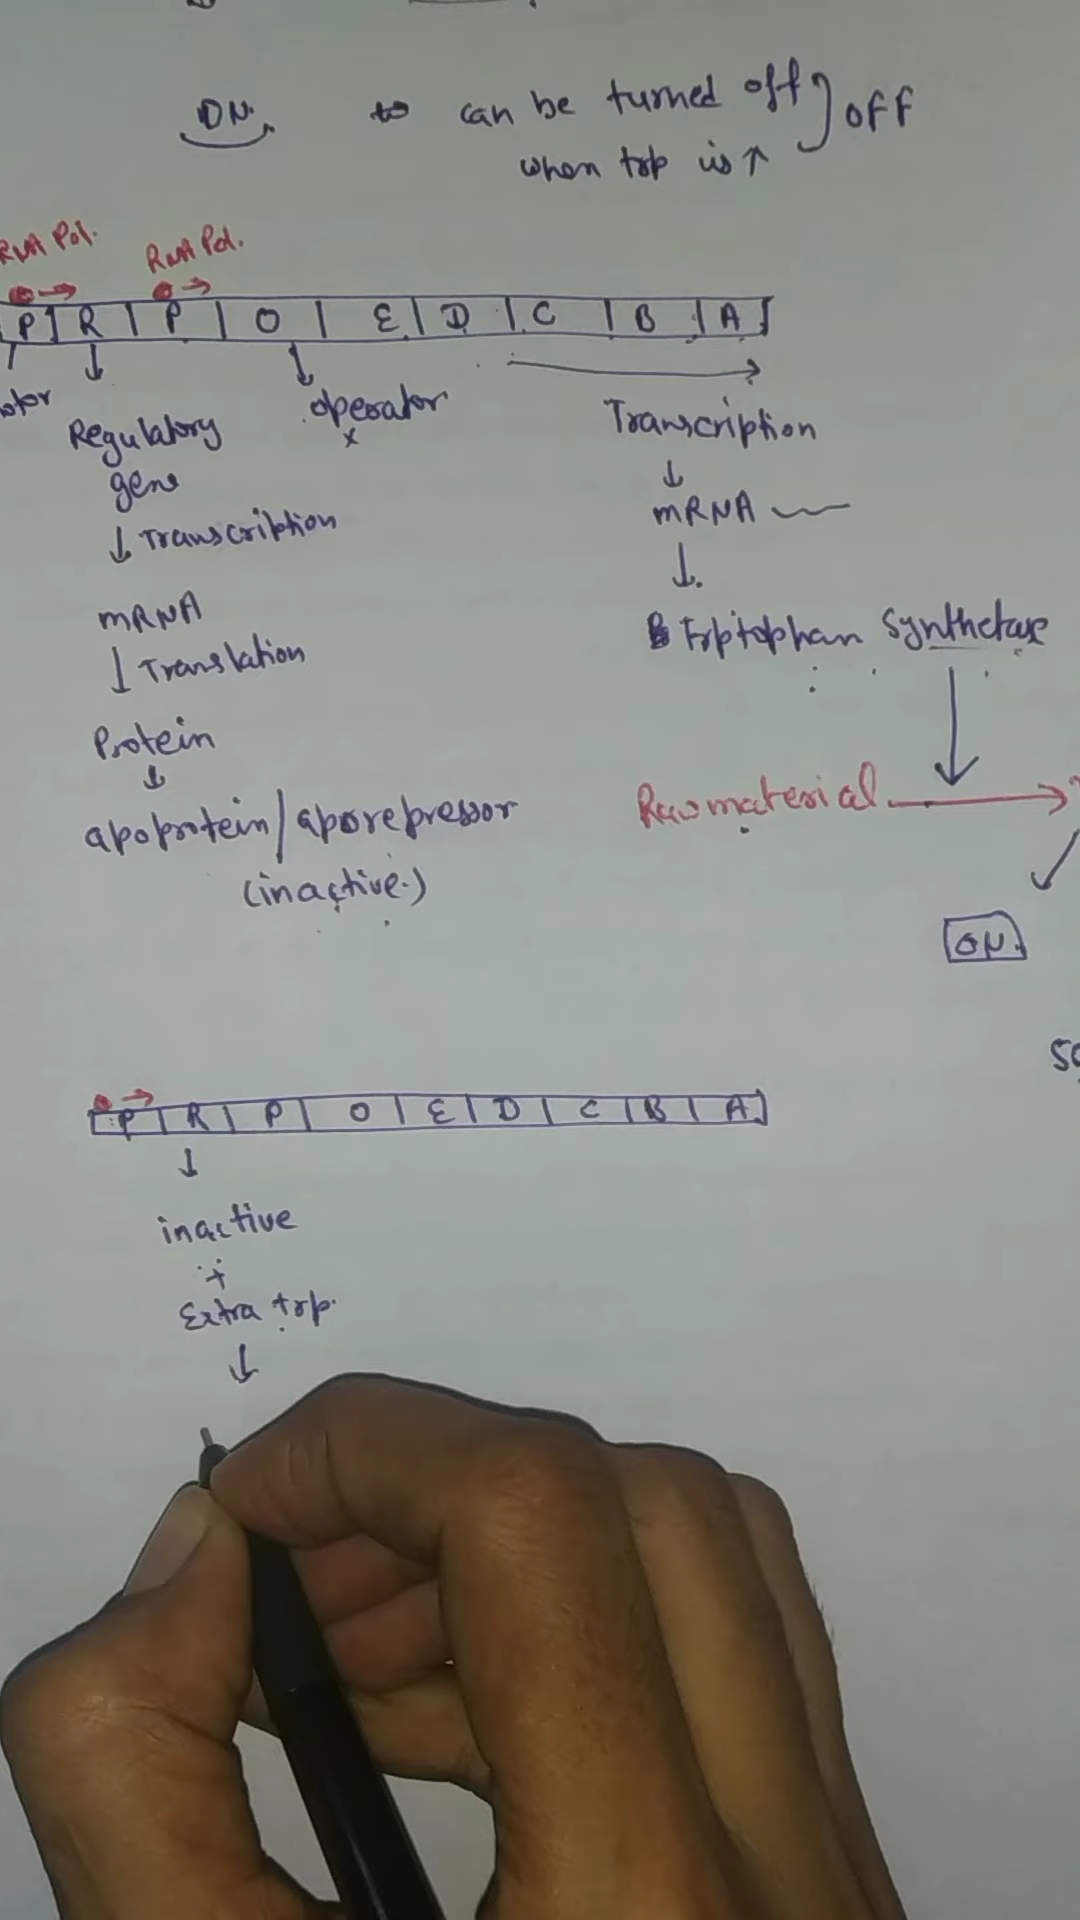 ON. to can be turned off } OFF
when trp is ↑
RNA Pol. RNA Pol.
P | R | P | O | E | D | C | B | A
Regulatory
gene
↓ Transcription
mRNA
↓ Translation
Protein
↓
apoprotein/aporepressor
(inactive.)
operator
x
Transcription
↓
mRNA
↓.
Trptophan Synthetase
Raw material →
ON.
P | R | P | O | E | D | C | B | A
↓
inactive
+
Extra trp.
↓